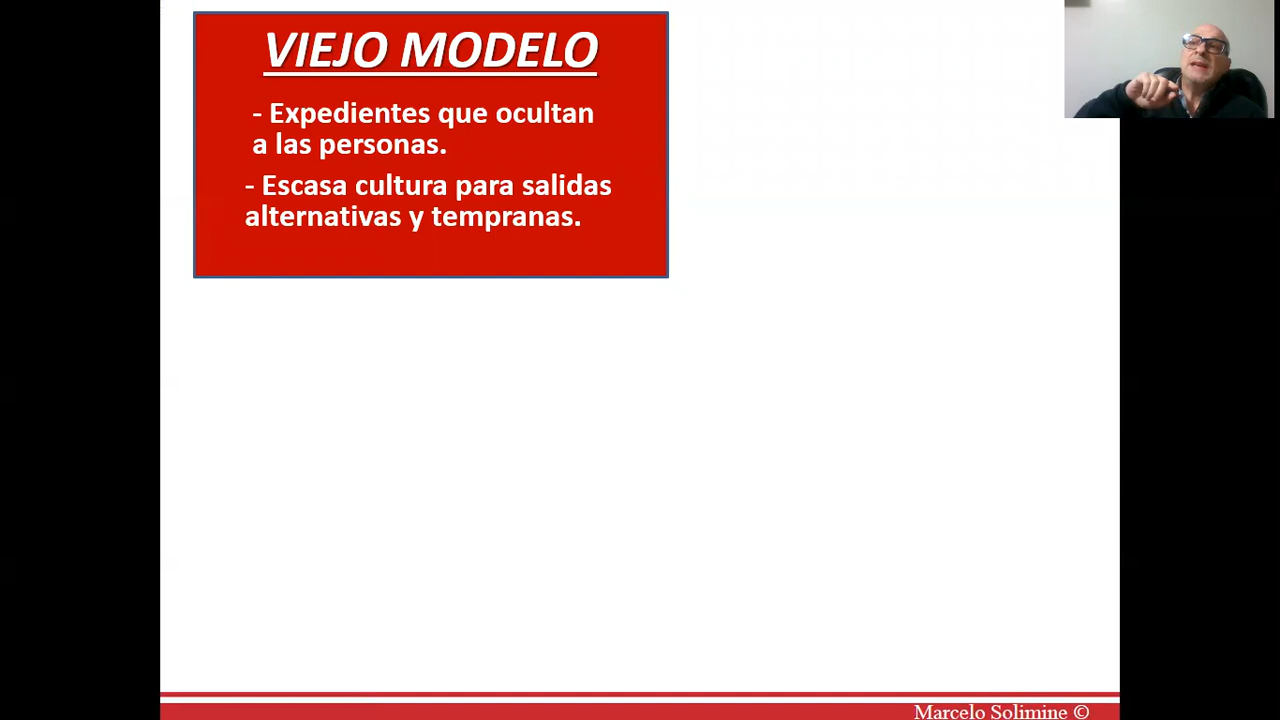 VIEJO MODELO
- Expedientes que ocultan
a las personas.
- Escasa cultura para salidas
alternativas y tempranas.
Marcelo Solimine ©